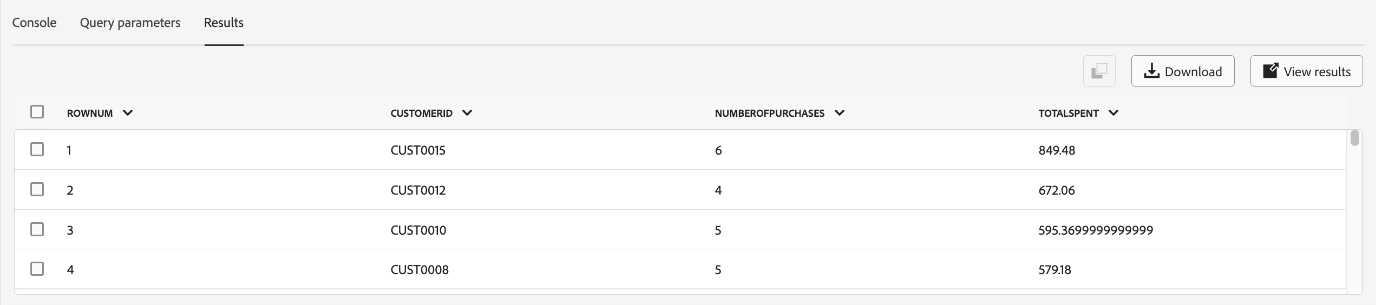 Console Query parameters Results
Download View results
ROWNUM CUSTOMERID NUMBEROFPURCHASES TOTALSPENT
1 CUST0015 6 849.48
2 CUST0012 4 672.06
3 CUST0010 5 595.3699999999999
4 CUST0008 5 579.18